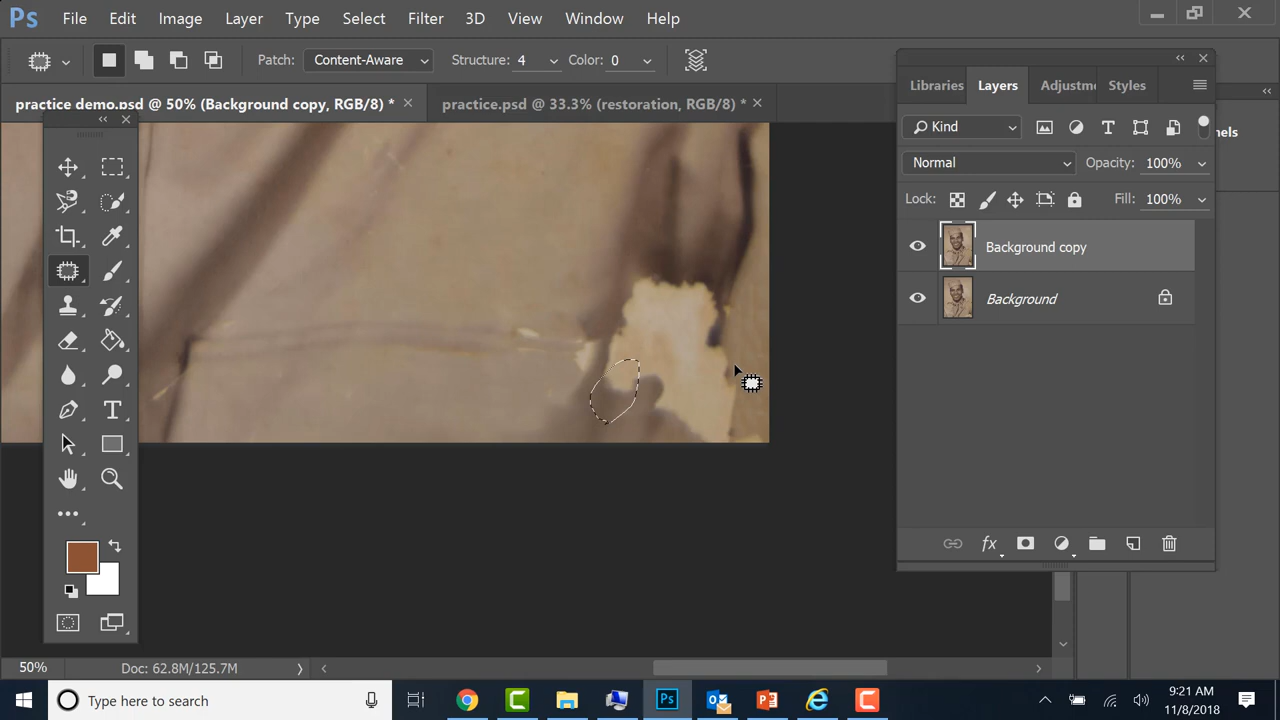 Ps File Edit Image Layer Type Select Filter 3D View Window Help
Patch: Content-Aware Structure: 4 Color: 0
practice demo.psd @ 50% (Background copy, RGB/8) * practice.psd @ 33.3% (restoration, RGB/8) *
Libraries Layers Adjustme Styles
Kind
nels
Normal Opacity: 100%
Lock: Fill: 100%
Background copy
Background
fx
50% Doc: 62.8M/125.7M
Type here to search
9:21 AM
11/8/2018